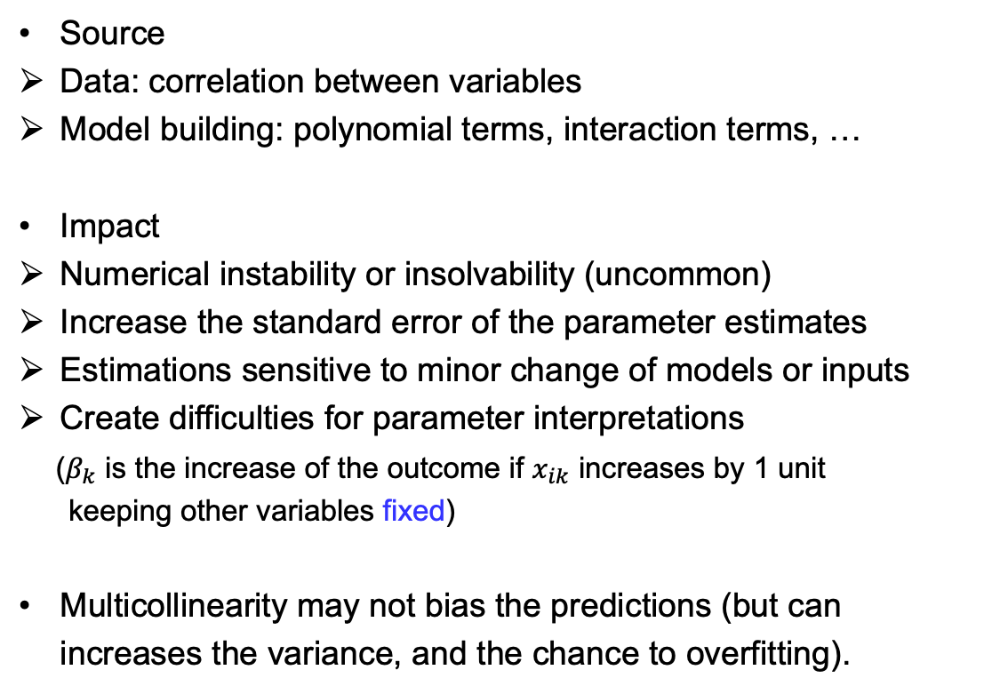 • Source
➢ Data: correlation between variables
➢ Model building: polynomial terms, interaction terms, …
• Impact
➢ Numerical instability or insolvability (uncommon)
➢ Increase the standard error of the parameter estimates
➢ Estimations sensitive to minor change of models or inputs
➢ Create difficulties for parameter interpretations
(βₖ is the increase of the outcome if xᵢₖ increases by 1 unit
keeping other variables fixed)
• Multicollinearity may not bias the predictions (but can
increases the variance, and the chance to overfitting).